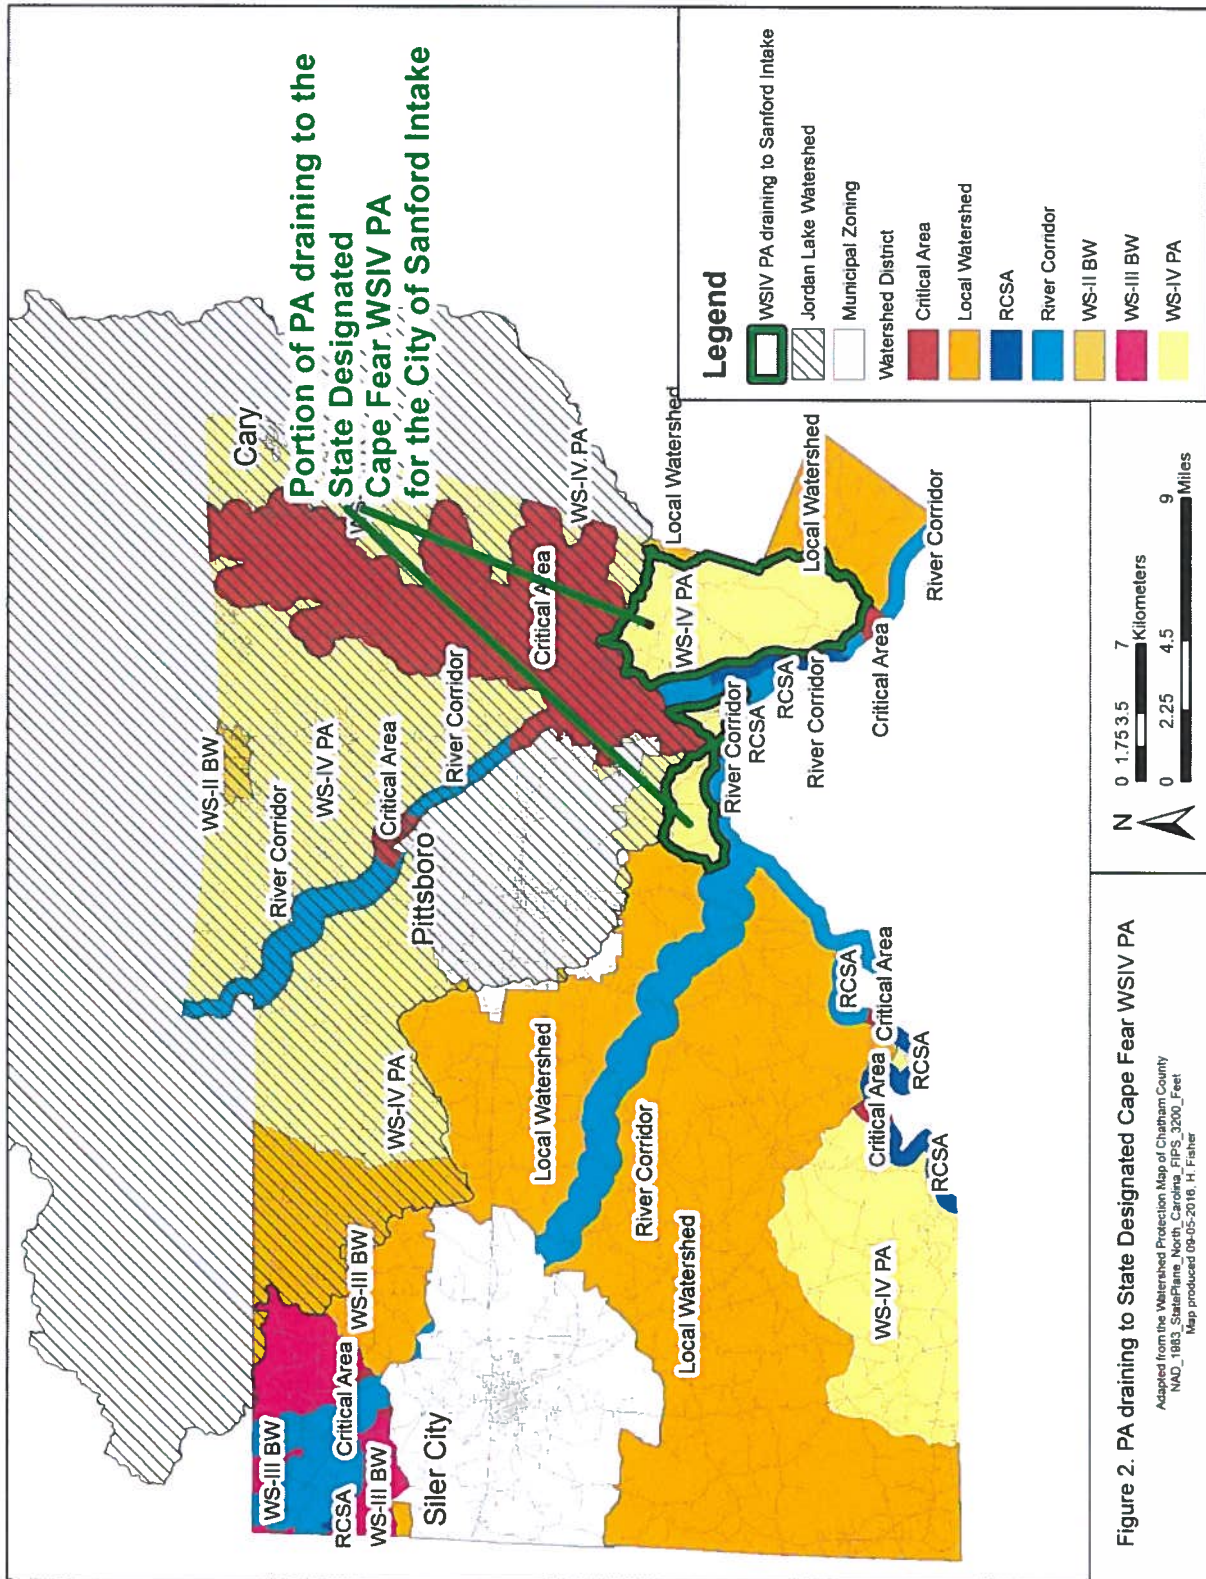 Portion of PA draining to the
State Designated
Cape Fear WSIV PA
for the City of Sanford Intake
Cary
WS-II BW
River Corridor
WS-IV PA
Critical Area
River Corridor
Pittsboro
WS-IV PA
Critical Area
WS-IV PA
Local Watershed
WS-IV PA
Local Watershed
River Corridor
Critical Area
River Corridor
RCSA
River Corridor
RCSA
WS-III BW
RCSA
Critical Area
WS-III BW
WS-III BW
Siler City
Local Watershed
River Corridor
Local Watershed
WS-IV PA
RCSA
Critical Area
Critical Area
RCSA
RCSA
Legend
WSIV PA draining to Sanford Intake
Jordan Lake Watershed
Municipal Zoning
Watershed District
Critical Area
Local Watershed
RCSA
River Corridor
WS-II BW
WS-III BW
WS-IV PA
N
0 1.75 3.5 7
Kilometers
0 2.25 4.5 9
Miles
Figure 2. PA draining to State Designated Cape Fear WSIV PA
Adapted from the Watershed Protection Map of Chatham County
NAD_1983_StatePlane_North_Carolina_FIPS_3200_Feet
Map produced 09-05-2016, H. Fisher